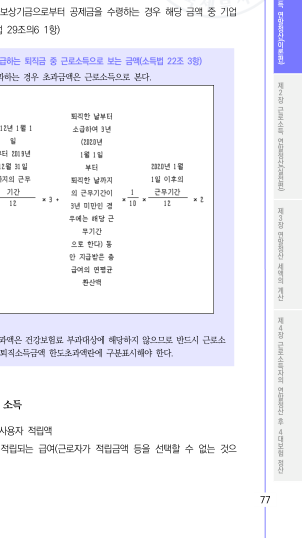 보상기금으로부터 공제금을 수령하는 경우 해당 금액 중 기업
29조의6 1항)
급하는 퇴직금 중 근로소득으로 보는 금액(소득법 22조 3항)
과하는 경우 초과금액은 근로소득으로 본다.
12년 1월 1
일
부터 2019년
12월 31일
까지의 근무
기간
12
× 3 +
퇴직한 날부터
소급하여 3년
(2020년
1월 1일
부터
퇴직한 날까지
의 근무기간이
3년 미만인 경
우에는 해당 근
무기간
으로 한다) 동
안 지급받은 총
급여의 연평균
환산액
× 1
10
×
2020년 1월
1일 이후의
근무기간
12
× 2
과액은 건강보험료 부과대상에 해당하지 않으므로 반드시 근로소
퇴직소득금액 한도초과액란에 구분표시해야 한다.
소득
사용자 적립액
적립되는 급여(근로자가 적립금액 등을 선택할 수 없는 것으
득 연말정산(이론편)
제2장 근로소득 연말정산(실전편)
제3장 연말정산 세액의 계산
제4장 근로소득자의 연말정산 후 4대보험 정산
77